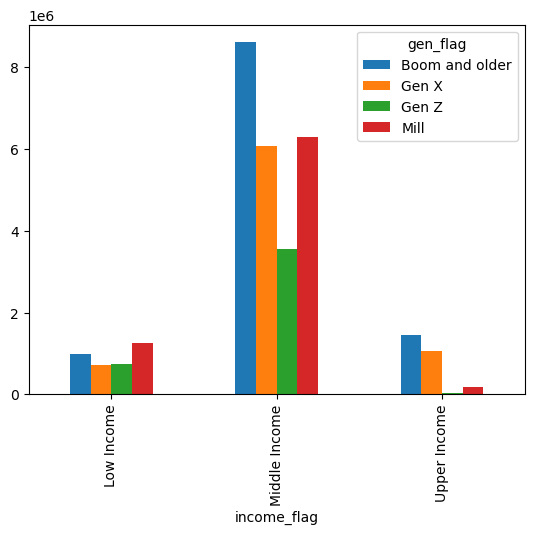 1e6
gen_flag
Boom and older
Gen X
Gen Z
Mill
8
6
4
2
0
Low Income
Middle Income
Upper Income
income_flag